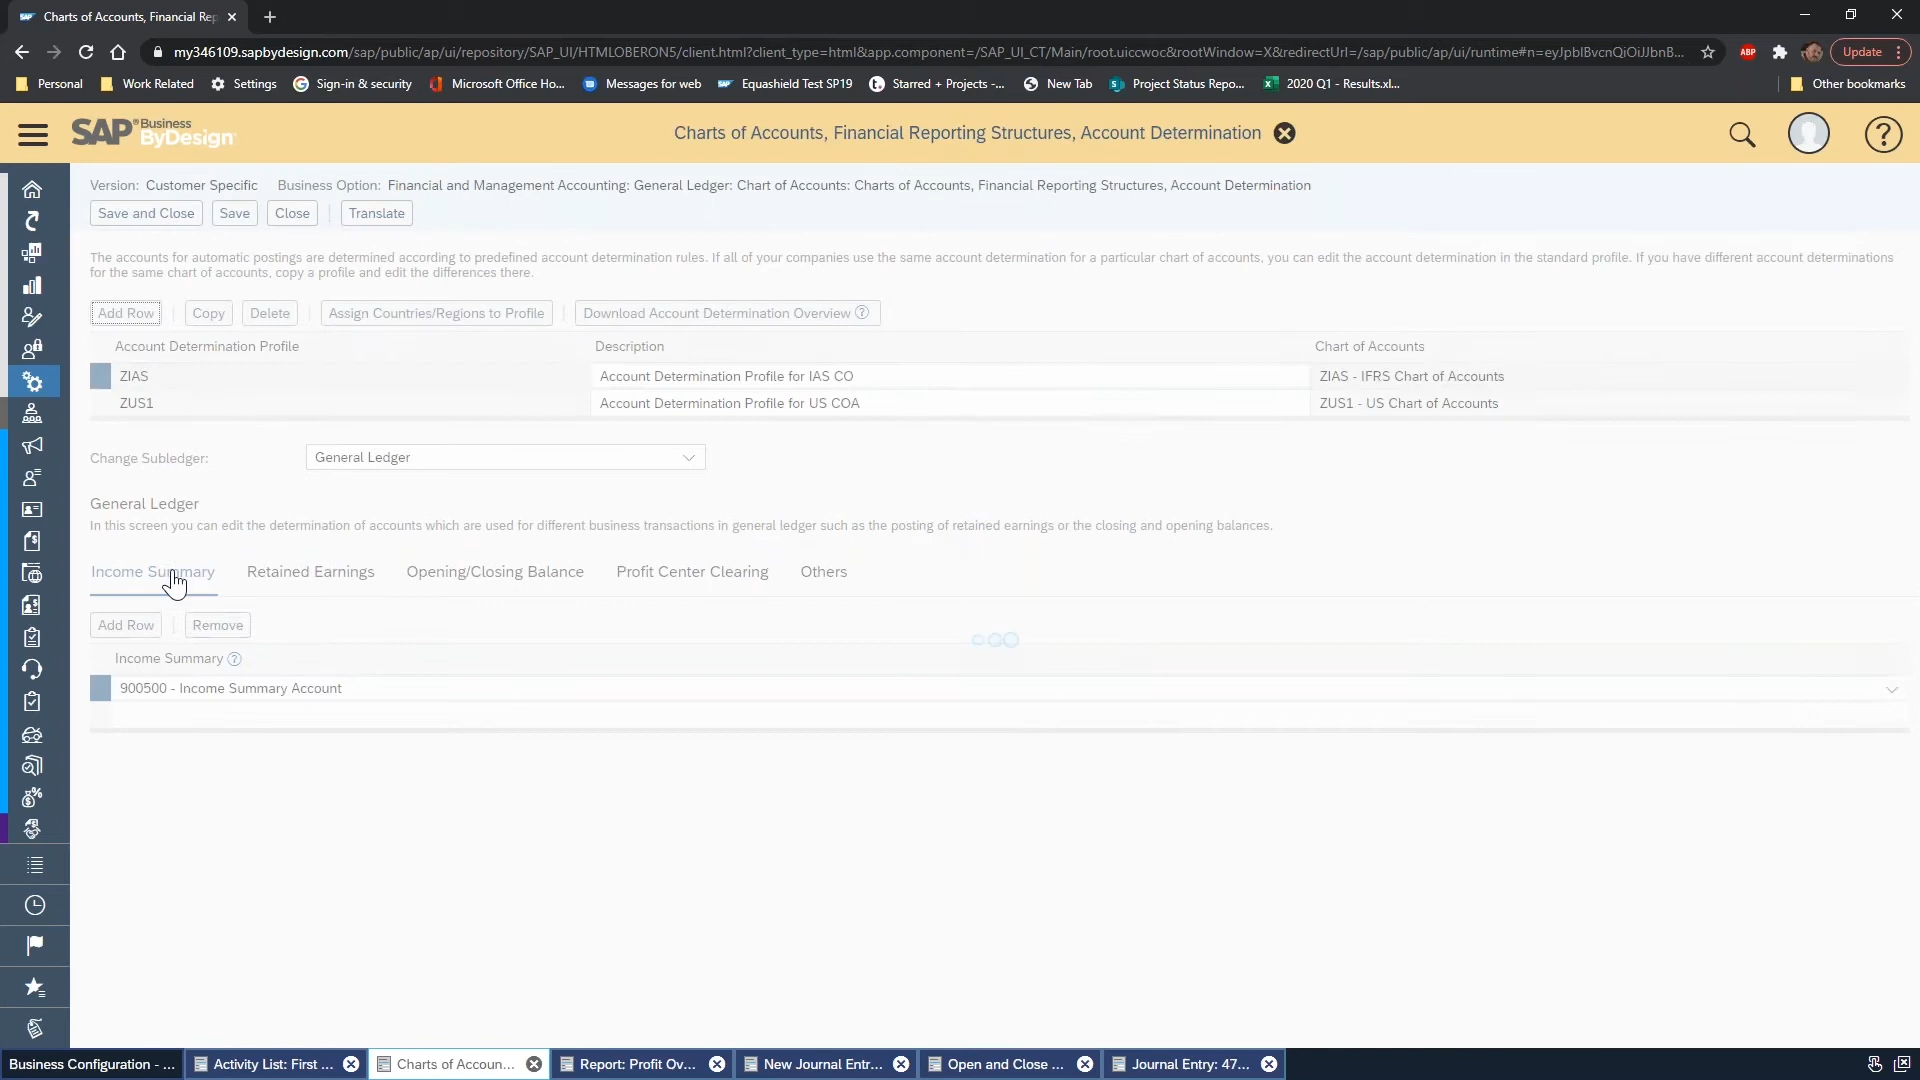 Charts of Accounts, Financial Rep
my346109.sapbydesign.com/sap/public/ap/ui/repository/SAP_UI/HTMLOBERON5/client.html?client_type=html&app.component=/SAP_UI_CT/Main/root.uiccwoc&rootWindow=X&redirectUrl=/sap/public/ap/ui/runtime#n=eyJpblBvcnQiOiJJbnB...
ABP
Update
Personal Work Related Settings Sign-in & security Microsoft Office Ho... Messages for web Equashield Test SP19 Starred + Projects -... New Tab Project Status Repo... 2020 Q1 - Results.xl... Other bookmarks
SAP® Business ByDesign
Charts of Accounts, Financial Reporting Structures, Account Determination
Version: Customer Specific Business Option: Financial and Management Accounting: General Ledger: Chart of Accounts: Charts of Accounts, Financial Reporting Structures, Account Determination
Save and Close Save Close Translate
The accounts for automatic postings are determined according to predefined account determination rules. If all of your companies use the same account determination for a particular chart of accounts, you can edit the account determination in the standard profile. If you have different account determinations
for the same chart of accounts, copy a profile and edit the differences there.
Add Row Copy Delete Assign Countries/Regions to Profile Download Account Determination Overview ?
Account Determination Profile Description Chart of Accounts
ZIAS Account Determination Profile for IAS CO ZIAS - IFRS Chart of Accounts
ZUS1 Account Determination Profile for US COA ZUS1 - US Chart of Accounts
Change Subledger: General Ledger
General Ledger
In this screen you can edit the determination of accounts which are used for different business transactions in general ledger such as the posting of retained earnings or the closing and opening balances.
Income Summary Retained Earnings Opening/Closing Balance Profit Center Clearing Others
Add Row Remove
Income Summary ?
900500 - Income Summary Account
Business Configuration - ... Activity List: First ... Charts of Accoun... Report: Profit Ov... New Journal Entr... Open and Close ... Journal Entry: 47...